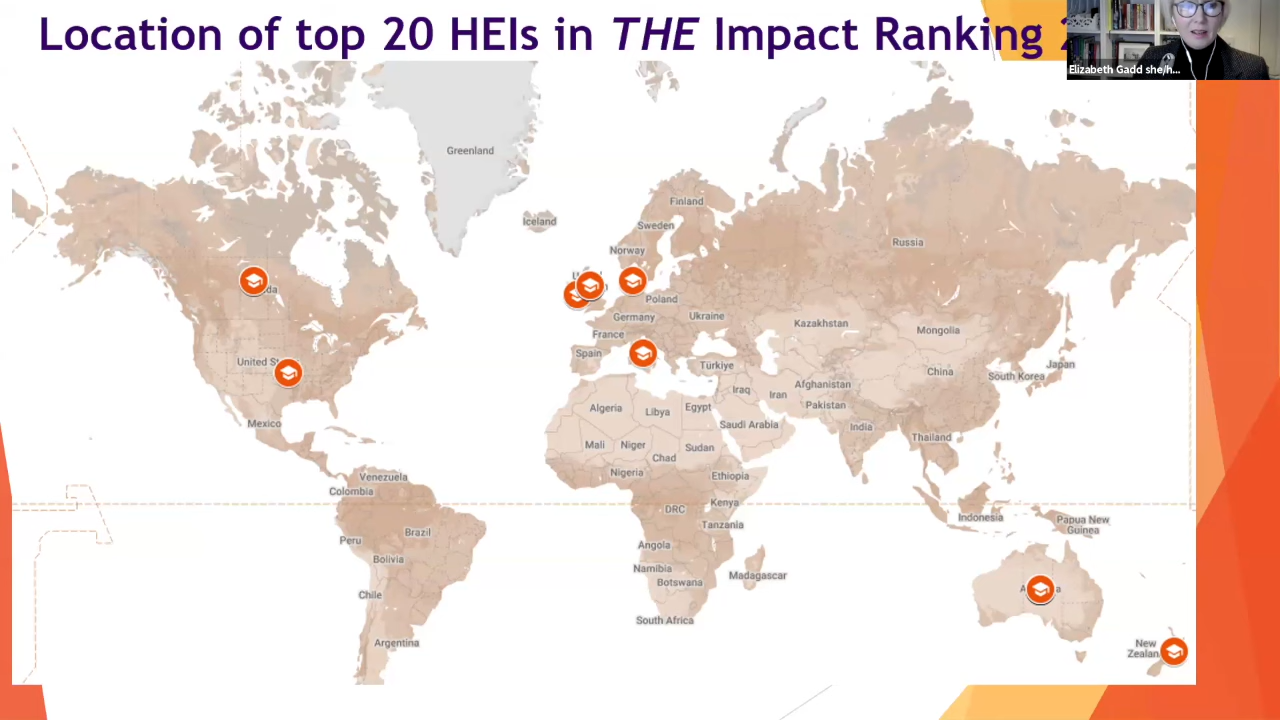 Location of top 20 HEIs in THE Impact Ranking
Elizabeth Gadd she/h...
Greenland
Iceland
Finland
Sweden
Norway
Russia
Poland
Germany
Ukraine
France
Kazakhstan
Mongolia
Spain
Türkiye
China
Japan
South Korea
United St
Iraq
Iran
Afghanistan
Pakistan
Algeria
Libya
Egypt
Saudi Arabia
India
Mexico
Thailand
Mali
Niger
Chad
Sudan
Nigeria
Ethiopia
Venezuela
Colombia
Kenya
DRC
Tanzania
Indonesia
Papua New
Guinea
Peru
Brazil
Bolivia
Angola
Namibia
Botswana
Madagascar
Chile
South Africa
Argentina
New
Zealan